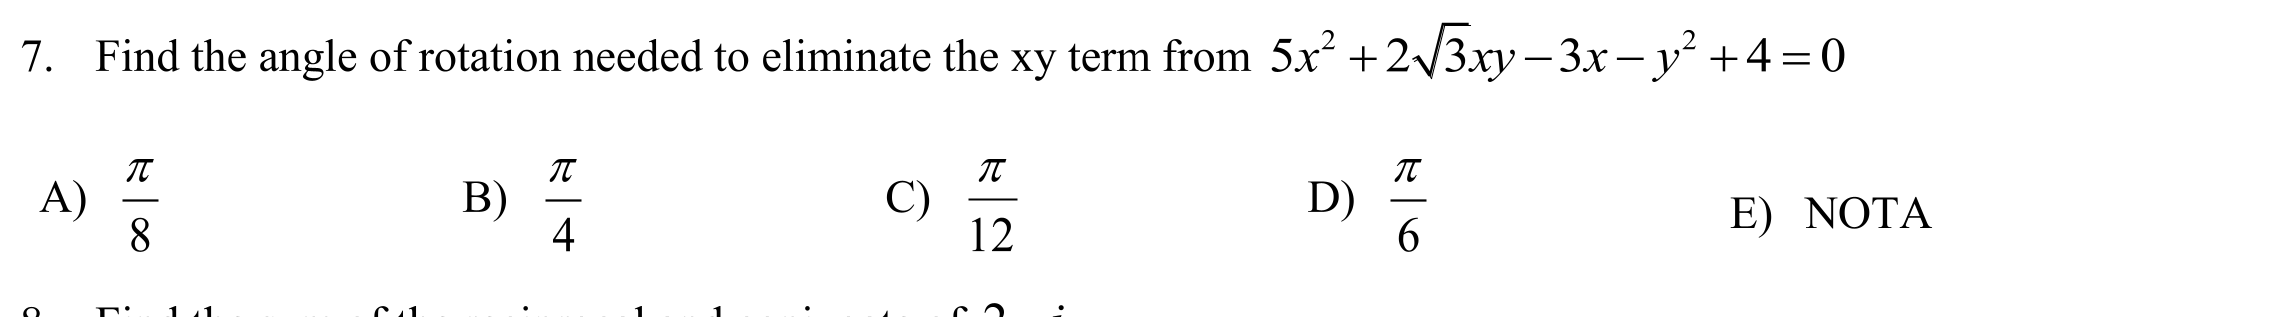 7. Find the angle of rotation needed to eliminate the xy term from 5x² + 2√3xy − 3x − y² + 4 = 0
A) π/8 B) π/4 C) π/12 D) π/6 E) NOTA